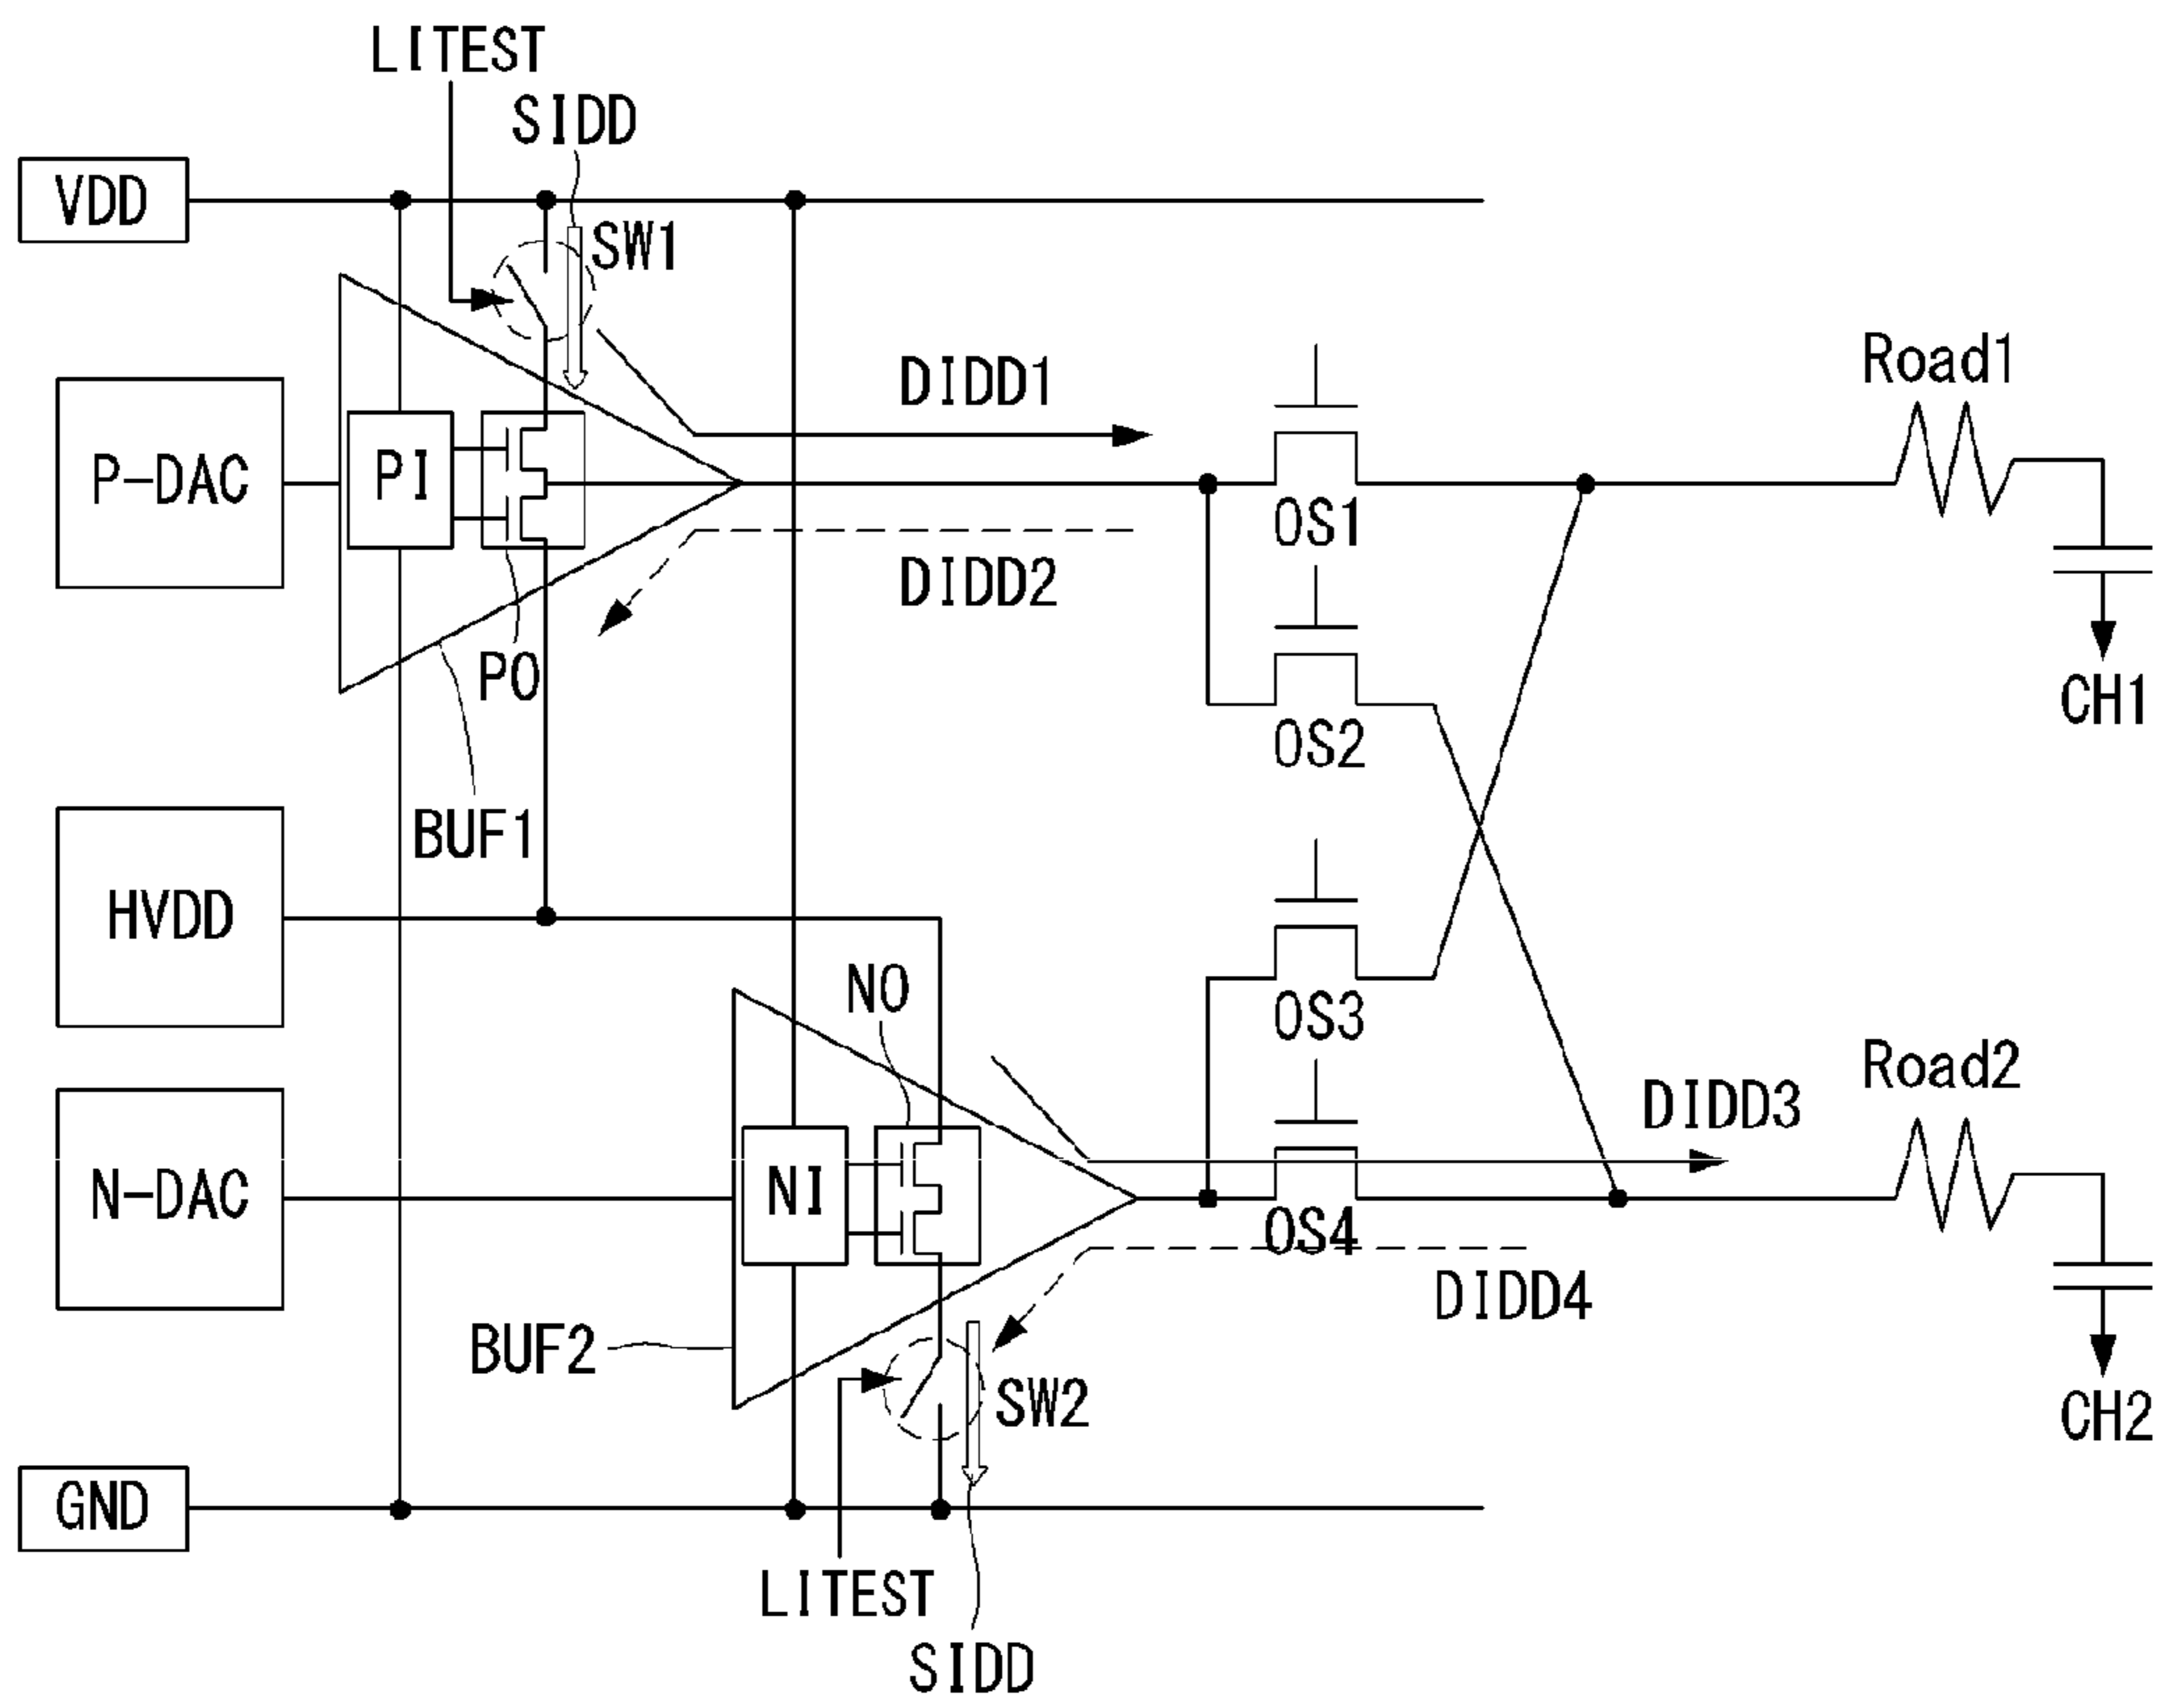 LITEST
SIDD
VDD
SW1
DIDD1
Road1
P-DAC
PI
OS1
DIDD2
PO
CH1
OS2
BUF1
HVDD
NO
OS3
Road2
DIDD3
N-DAC
NI
OS4
DIDD4
BUF2
SW2
CH2
GND
LITEST
SIDD